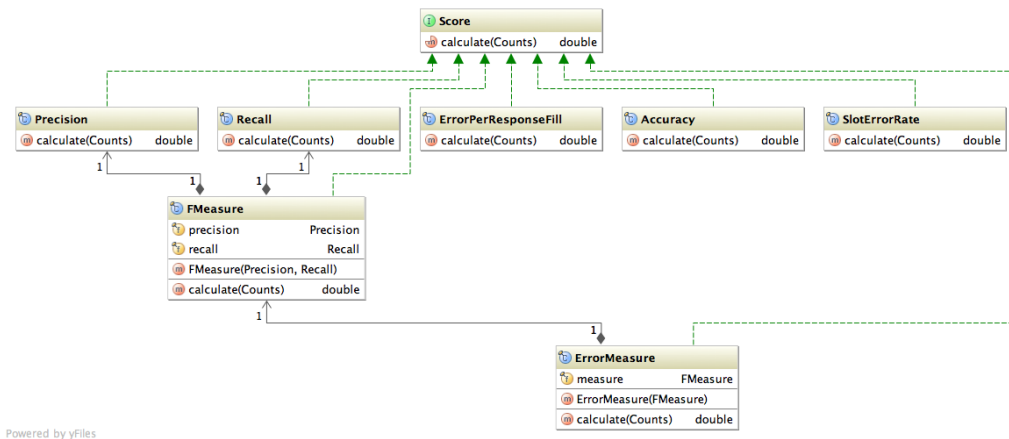 Score
calculate(Counts) double
Precision
calculate(Counts) double
Recall
calculate(Counts) double
ErrorPerResponseFill
calculate(Counts) double
Accuracy
calculate(Counts) double
SlotErrorRate
calculate(Counts) double
1 1 1 1
FMeasure
precision Precision
recall Recall
FMeasure(Precision, Recall)
calculate(Counts) double
1 1
ErrorMeasure
measure FMeasure
ErrorMeasure(FMeasure)
calculate(Counts) double
Powered by yFiles